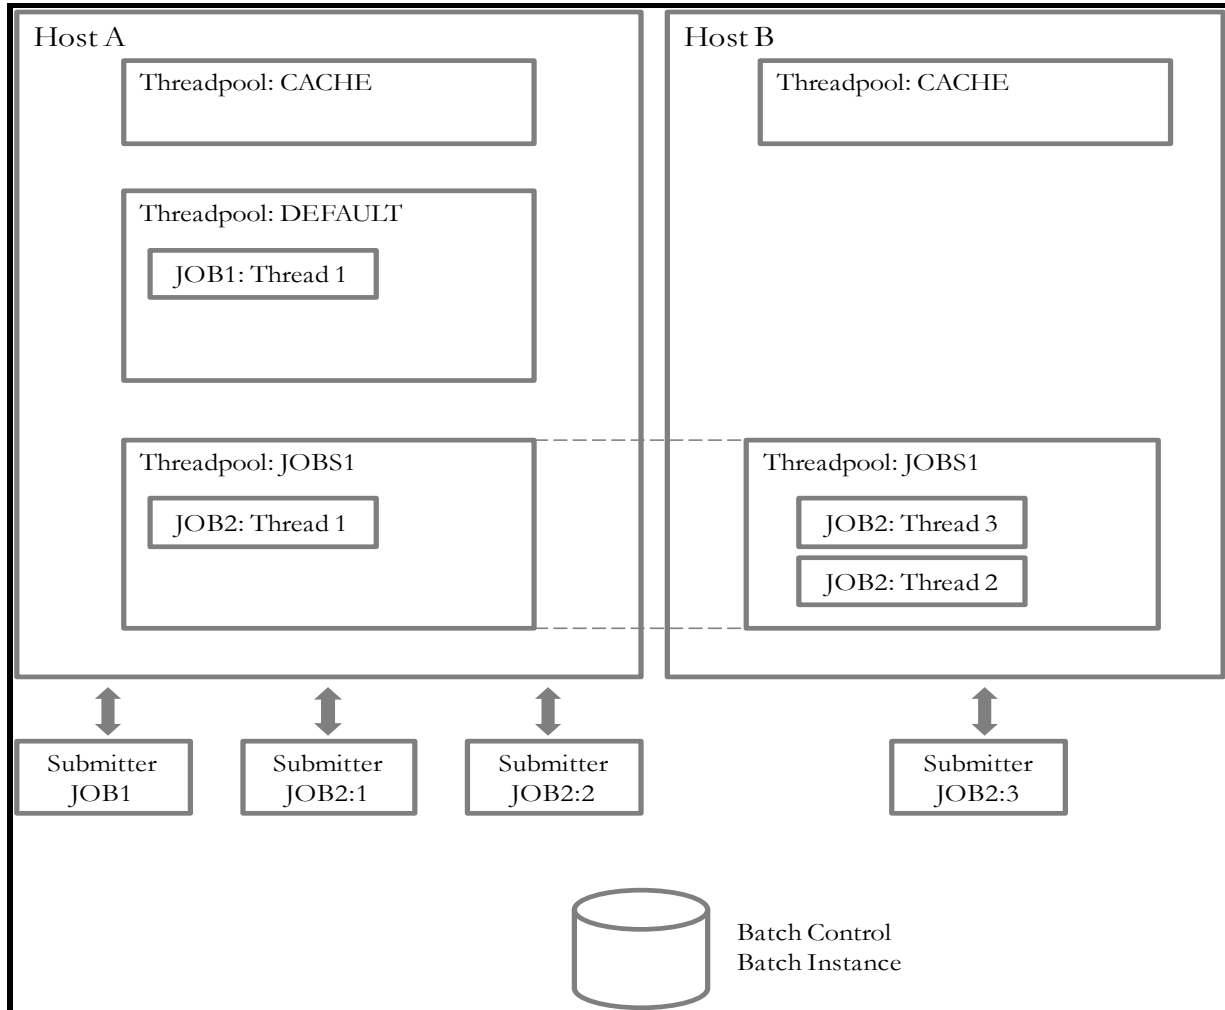 Host A
Threadpool: CACHE
Threadpool: DEFAULT
JOB1: Thread 1
Threadpool: JOBS1
JOB2: Thread 1
Host B
Threadpool: CACHE
Threadpool: JOBS1
JOB2: Thread 3
JOB2: Thread 2
Submitter
JOB1
Submitter
JOB2:1
Submitter
JOB2:2
Submitter
JOB2:3
Batch Control
Batch Instance